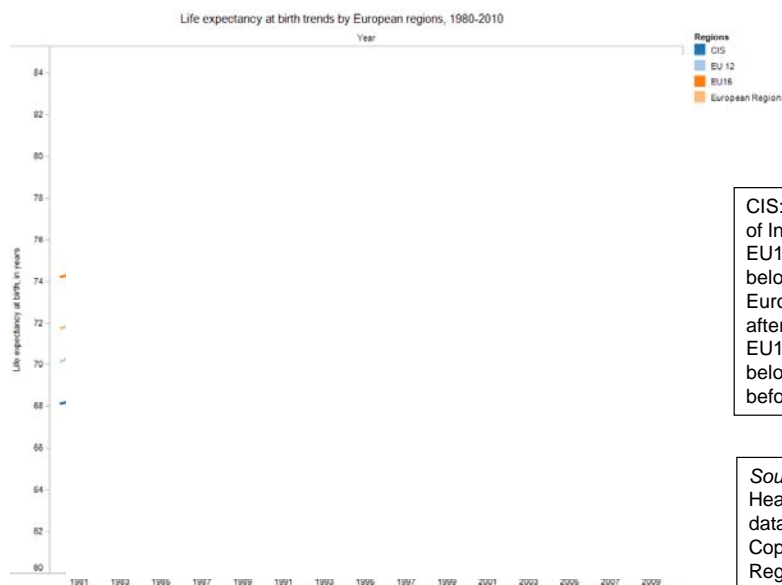 Life expectancy at birth trends by European regions, 1980-2010
Year
Regions
CIS
EU 12
EU16
European Region
84
82
80
78
76
74
72
70
68
66
64
62
60
Life expectancy at birth, in years
1981 1983 1985 1987 1989 1991 1993 1995 1997 1999 2001 2003 2005 2007 2009
CIS:
of In
EU1
belo
Euro
after
EU1
belo
befo
Sou
Hea
data
Cop
Reg